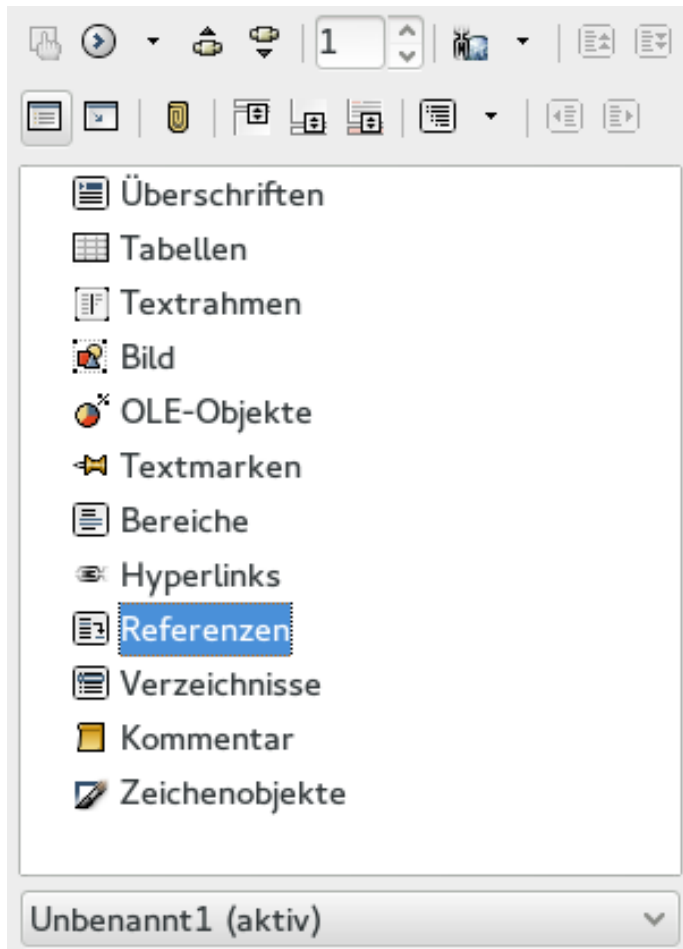 1
Überschriften
Tabellen
Textrahmen
Bild
OLE-Objekte
Textmarken
Bereiche
Hyperlinks
Referenzen
Verzeichnisse
Kommentar
Zeichenobjekte
Unbenannt1 (aktiv)